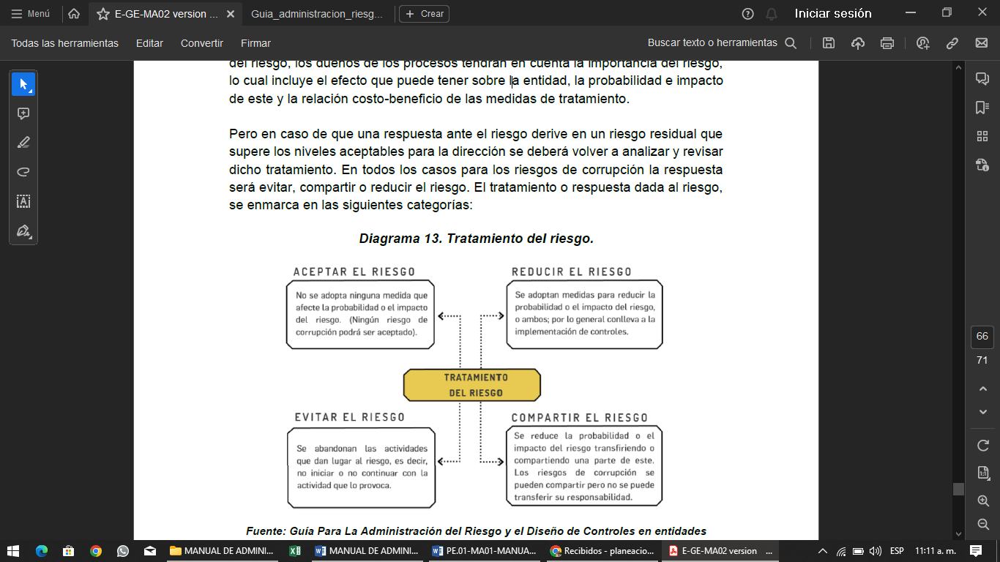 Menú
E-GE-MA02 version ...
Guia_administracion_riesg...
Crear
Iniciar sesión
Todas las herramientas
Editar
Convertir
Firmar
Buscar texto o herramientas
del riesgo, los dueños de los procesos tendrán en cuenta la importancia del riesgo,
lo cual incluye el efecto que puede tener sobre la entidad, la probabilidad e impacto
de este y la relación costo-beneficio de las medidas de tratamiento.
Pero en caso de que una respuesta ante el riesgo derive en un riesgo residual que
supere los niveles aceptables para la dirección se deberá volver a analizar y revisar
dicho tratamiento. En todos los casos para los riesgos de corrupción la respuesta
será evitar, compartir o reducir el riesgo. El tratamiento o respuesta dada al riesgo,
se enmarca en las siguientes categorías:
Diagrama 13. Tratamiento del riesgo.
ACEPTAR EL RIESGO
No se adopta ninguna medida que
afecte la probabilidad o el impacto
del riesgo. (Ningún riesgo de
corrupción podrá ser aceptado).
REDUCIR EL RIESGO
Se adoptan medidas para reducir la
probabilidad o el impacto del riesgo,
o ambos; por lo general conlleva a la
implementación de controles.
TRATAMIENTO
DEL RIESGO
EVITAR EL RIESGO
Se abandonan las actividades
que dan lugar al riesgo, es decir,
no iniciar o no continuar con la
actividad que lo provoca.
COMPARTIR EL RIESGO
Se reduce la probabilidad o el
impacto del riesgo transfiriendo o
compartiendo una parte de este.
Los riesgos de corrupción se
pueden compartir pero no se puede
transferir su responsabilidad.
Fuente: Guía Para La Administración del Riesgo y el Diseño de Controles en entidades
66
71
1:1
MANUAL DE ADMINI...
MANUAL DE ADMINI...
PE.01-MA01-MANUA...
Recibidos - planeacio...
E-GE-MA02 version ...
ESP
11:11 a. m.